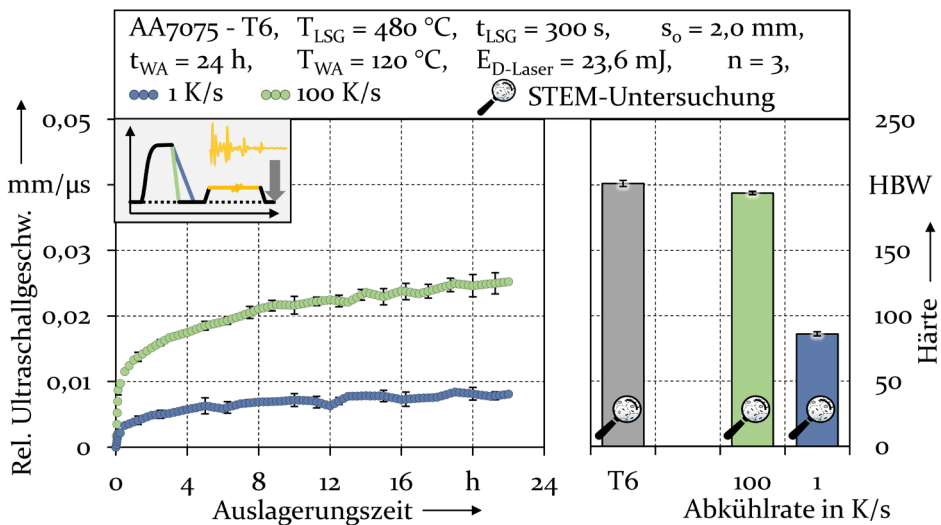 AA7075 - T6, T_LSG = 480 °C, t_LSG = 300 s, s₀ = 2,0 mm,
t_WA = 24 h, T_WA = 120 °C, E_D-Laser = 23,6 mJ, n = 3,
1 K/s 100 K/s STEM-Untersuchung
Rel. Ultraschallgeschw.
0,05
mm/µs
0,03
0,02
0,01
0
0 4 8 12 16 h 24
Auslagerungszeit
250
HBW
150
100
50
0
Härte
T6 100 1
Abkühlrate in K/s